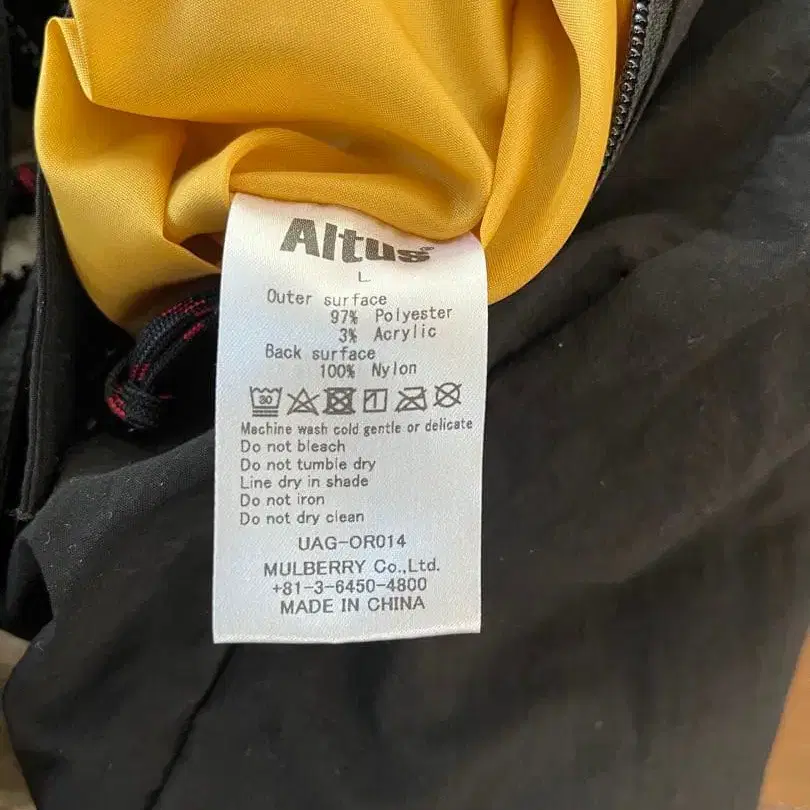 Altus®
L
Outer surface
97% Polyester
3% Acrylic
Back surface
100% Nylon
30
Machine wash cold gentle or delicate
Do not bleach
Do not tumble dry
Line dry in shade
Do not iron
Do not dry clean
UAG-OR014
MULBERRY Co.,Ltd.
+81-3-6450-4800
MADE IN CHINA